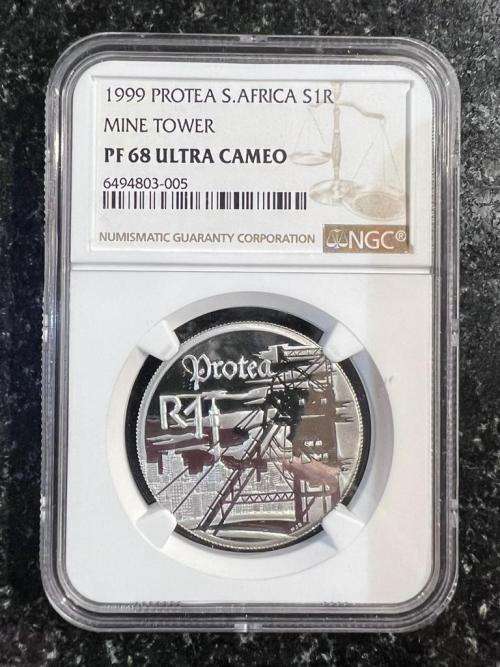 1999 PROTEA S.AFRICA S1R
MINE TOWER
PF 68 ULTRA CAMEO
6494803-005
NUMISMATIC GUARANTY CORPORATION NGC®
Protea
R1